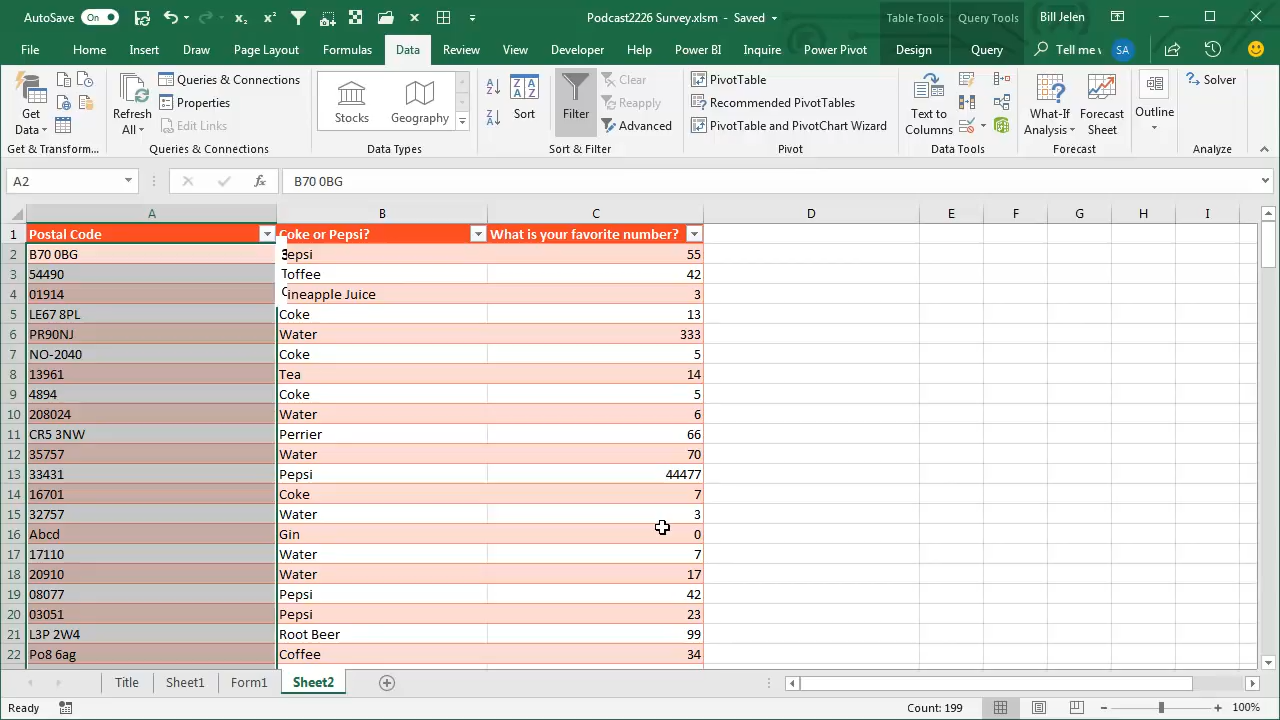 AutoSave On Podcast2226 Survey.xlsm - Saved Table Tools Query Tools Bill Jelen
File Home Insert Draw Page Layout Formulas Data Review View Developer Help Power BI Inquire Power Pivot Design Query Tell me SA
Get Data
Refresh All
Queries & Connections
Properties
Edit Links
Stocks
Geography
Sort
Filter
Clear
Reapply
Advanced
PivotTable
Recommended PivotTables
PivotTable and PivotChart Wizard
Text to Columns
What-If Analysis
Forecast Sheet
Outline
Solver
Get & Transform... Queries & Connections Data Types Sort & Filter Pivot Data Tools Forecast Analyze
A2 fx B70 0BG
A B C D E F G H I
1 Postal Code Coke or Pepsi? What is your favorite number?
2 B70 0BG epsi 55
3 54490 Toffee 42
4 01914 ineapple Juice 3
5 LE67 8PL Coke 13
6 PR90NJ Water 333
7 NO-2040 Coke 5
8 13961 Tea 14
9 4894 Coke 5
10 208024 Water 6
11 CR5 3NW Perrier 66
12 35757 Water 70
13 33431 Pepsi 44477
14 16701 Coke 7
15 32757 Water 3
16 Abcd Gin 0
17 17110 Water 7
18 20910 Water 17
19 08077 Pepsi 42
20 03051 Pepsi 23
21 L3P 2W4 Root Beer 99
22 Po8 6ag Coffee 34
Title Sheet1 Form1 Sheet2
Ready Count: 199 100%